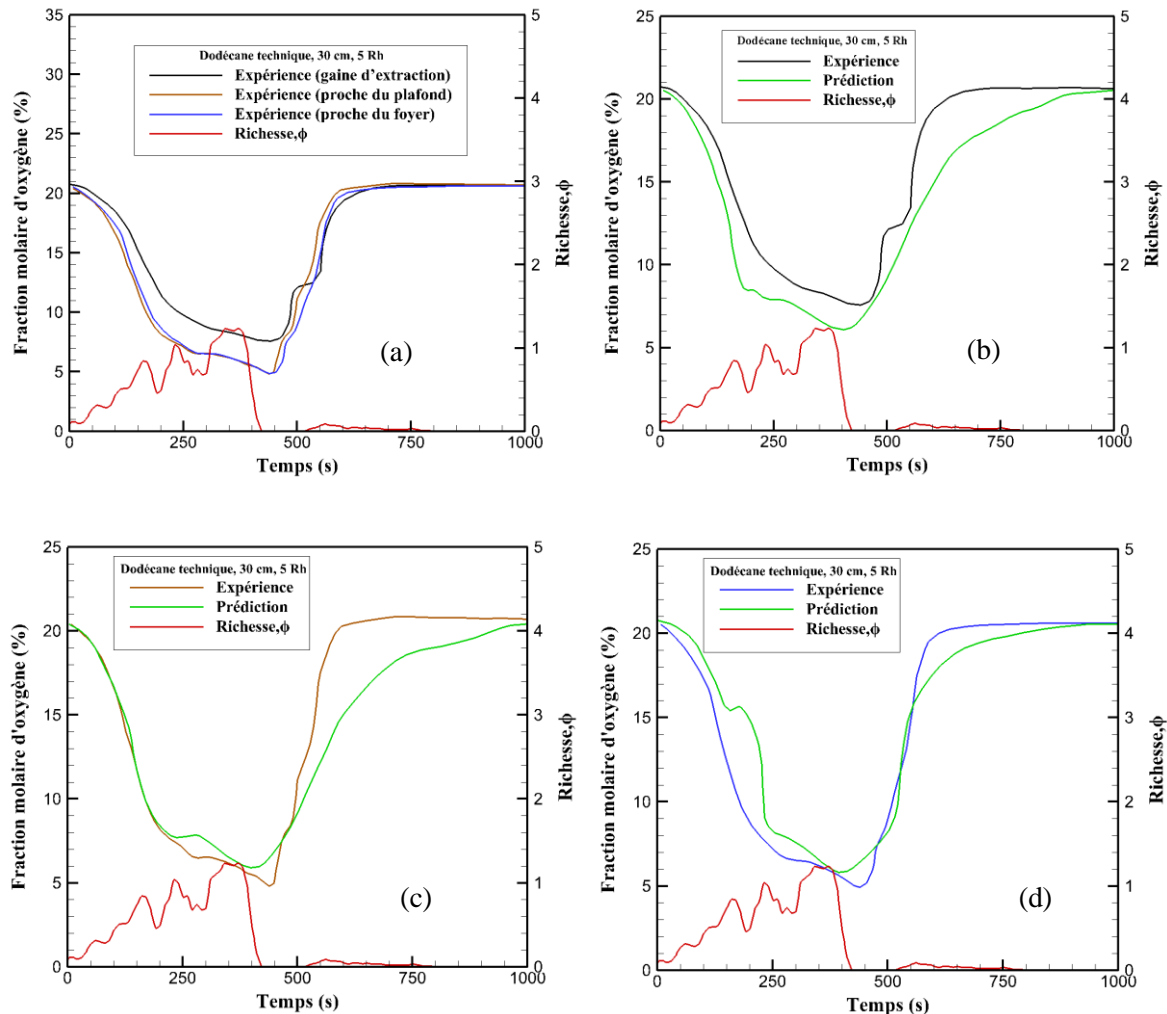 Dodécane technique, 30 cm, 5 Rh
Expérience (gaine d'extraction)
Expérience (proche du plafond)
Expérience (proche du foyer)
Richesse,ϕ
Fraction molaire d'oxygène (%)
35
30
25
20
15
10
5
0
5
4
3
2
1
0
Richesse,ϕ
0 250 500 750 1000
Temps (s)
(a)
Dodécane technique, 30 cm, 5 Rh
Expérience
Prédiction
Richesse,ϕ
Fraction molaire d'oxygène (%)
25
20
15
10
5
0
5
4
3
2
1
0
Richesse,ϕ
0 250 500 750 1000
Temps (s)
(b)
Dodécane technique, 30 cm, 5 Rh
Expérience
Prédiction
Richesse,ϕ
Fraction molaire d'oxygène (%)
25
20
15
10
5
0
5
4
3
2
1
0
Richesse,ϕ
0 250 500 750 1000
Temps (s)
(c)
Dodécane technique, 30 cm, 5 Rh
Expérience
Prédiction
Richesse,ϕ
Fraction molaire d'oxygène (%)
25
20
15
10
5
0
5
4
3
2
1
0
Richesse,ϕ
0 250 500 750 1000
Temps (s)
(d)